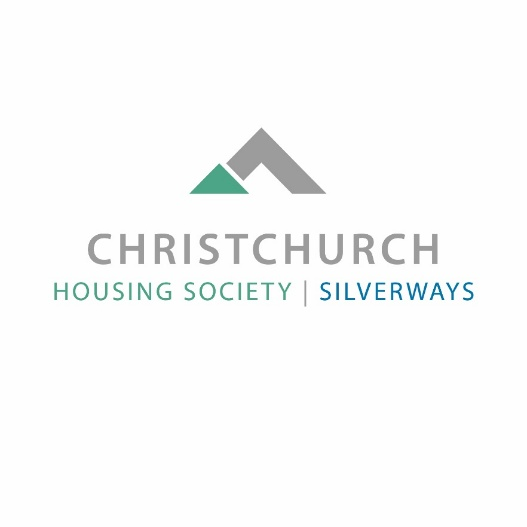 CHRISTCHURCH
HOUSING SOCIETY | SILVERWAYS